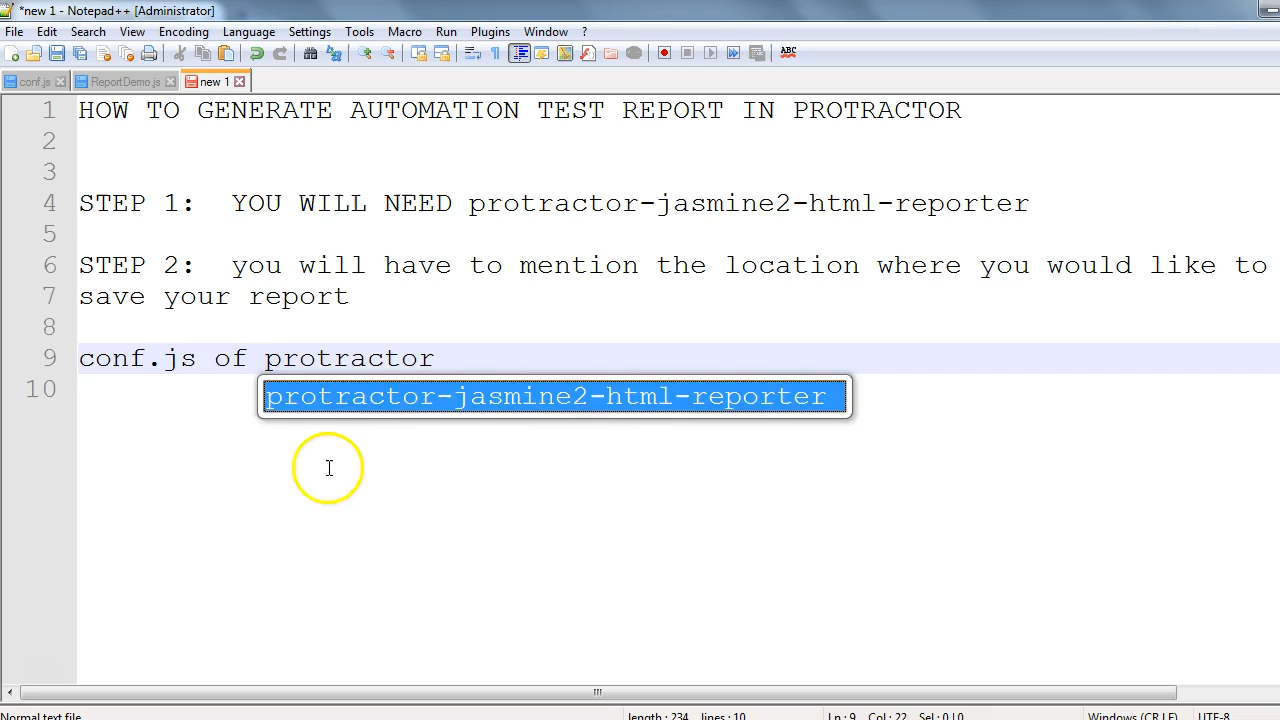 *new 1 - Notepad++ [Administrator]
File Edit Search View Encoding Language Settings Tools Macro Run Plugins Window ?
ABC
conf.js ReportDemo.js new 1
1 HOW TO GENERATE AUTOMATION TEST REPORT IN PROTRACTOR
2
3
4 STEP 1: YOU WILL NEED protractor-jasmine2-html-reporter
5
6 STEP 2: you will have to mention the location where you would like to
7 save your report
8
9 conf.js of protractor
10
protractor-jasmine2-html-reporter
Normal text file length : 234 lines : 10 Ln : 9 Col : 22 Sel : 0 | 0 Windows (CR LF) UTF-8